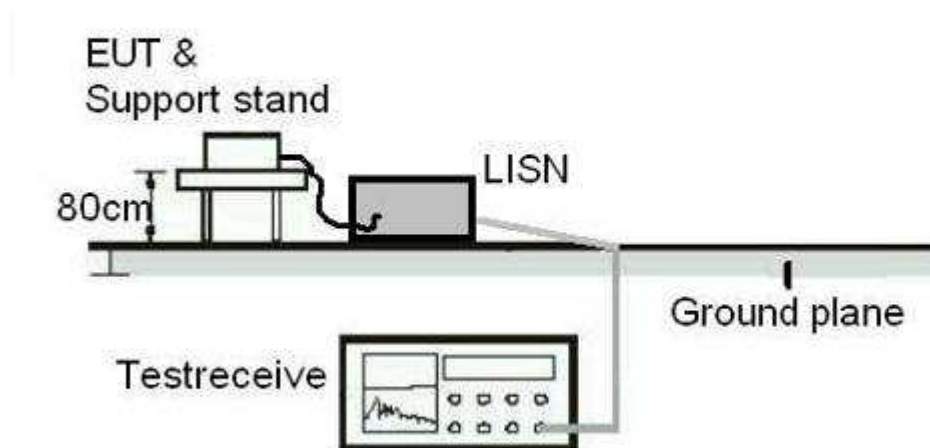 EUT &
Support stand
LISN
80cm
Ground plane
Testreceive